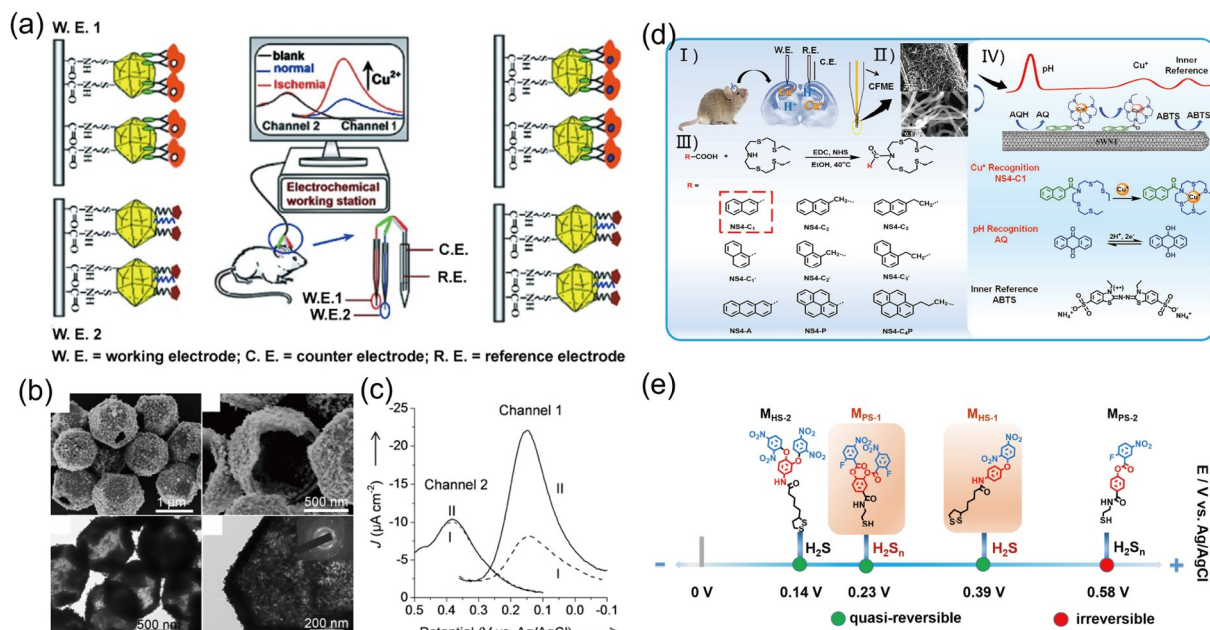 (a)
W. E. 1
blank
normal
Ischemia
Cu²⁺
Channel 2
Channel 1
Electrochemical
working station
C.E.
R.E.
W.E.1
W.E.2
W. E. 2
W. E. = working electrode; C. E. = counter electrode; R. E. = reference electrode
(b)
1 µm
500 nm
500 nm
200 nm
(c)
-25
-20
-15
-10
-5
0
J (µA cm⁻²)
Channel 1
Channel 2
II
I
II
I
0.5 0.4 0.3 0.2 0.1 0.0 -0.1
(d)
I)
W.E.
R.E.
C.E.
H⁺
II)
CFME
III)
R-COOH
+
EDC, NHS
EtOH, 40°C
R =
NS4-C₁
NS4-C₂
NS4-C₃
NS4-C₁'
NS4-C₂'
NS4-C₃'
NS4-A
NS4-P
NS4-C₄P
IV)
pH
Cu⁺
Inner
Reference
AQH
AQ
ABTS
ABTS
SWNT
Cu⁺ Recognition
NS4-C1
pH Recognition
AQ
2H⁺, 2e⁻
Inner Reference
ABTS
(e)
M_HS-2
M_PS-1
M_HS-1
M_PS-2
H₂S
H₂Sₙ
H₂S
H₂Sₙ
-
+
0 V
0.14 V
0.23 V
0.39 V
0.58 V
quasi-reversible
irreversible
E / V vs. Ag/AgCl